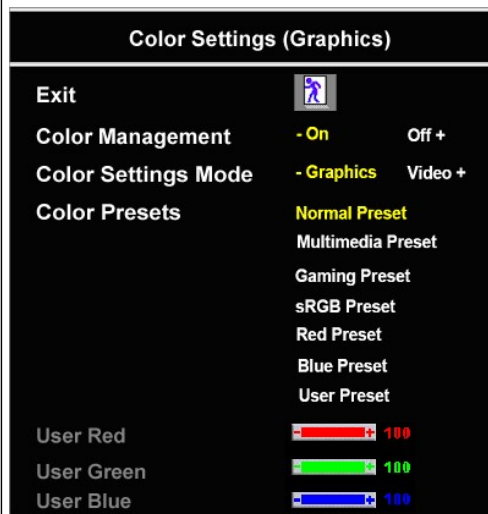 Color Settings (Graphics)
Exit
Color Management - On Off +
Color Settings Mode - Graphics Video +
Color Presets Normal Preset
Multimedia Preset
Gaming Preset
sRGB Preset
Red Preset
Blue Preset
User Preset
User Red - + 100
User Green - + 100
User Blue - + 100